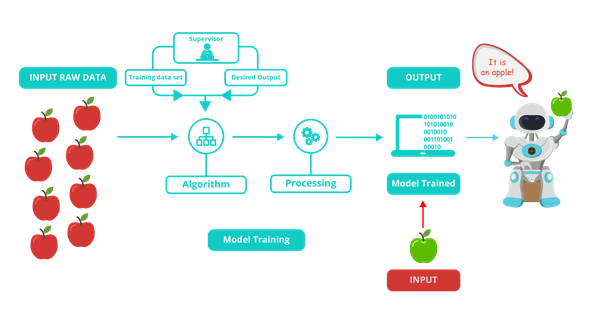 Supervisor
INPUT RAW DATA
Training data set
Desired Output
OUTPUT
It is
an apple!
0100101010
101010010
0010010
001101001
00010
Algorithm
Processing
Model Trained
Model Training
INPUT